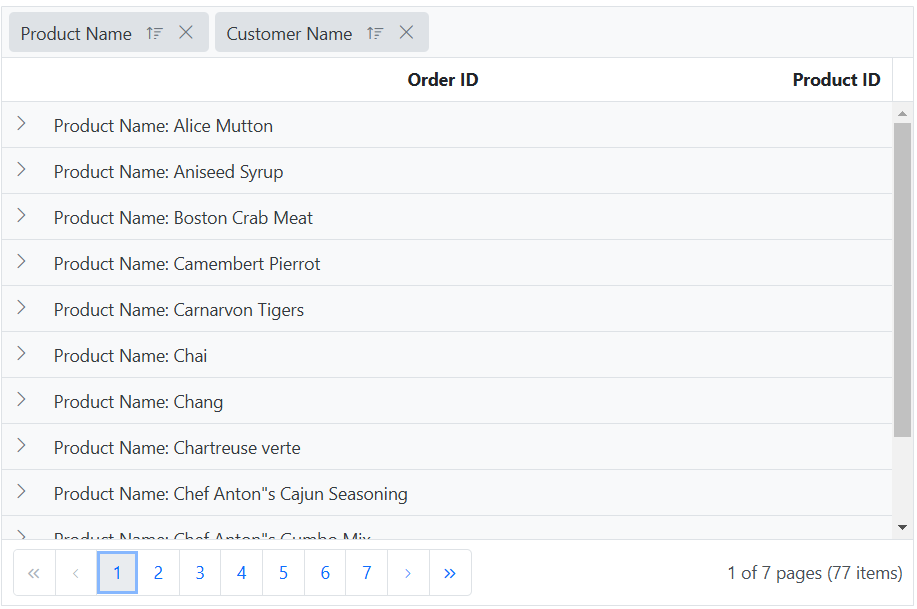 Product Name Customer Name
Order ID Product ID
Product Name: Alice Mutton
Product Name: Aniseed Syrup
Product Name: Boston Crab Meat
Product Name: Camembert Pierrot
Product Name: Carnarvon Tigers
Product Name: Chai
Product Name: Chang
Product Name: Chartreuse verte
Product Name: Chef Anton"s Cajun Seasoning
Product Name: Chef Anton"s Gumbo Mix
« ‹ 1 2 3 4 5 6 7 › » 1 of 7 pages (77 items)